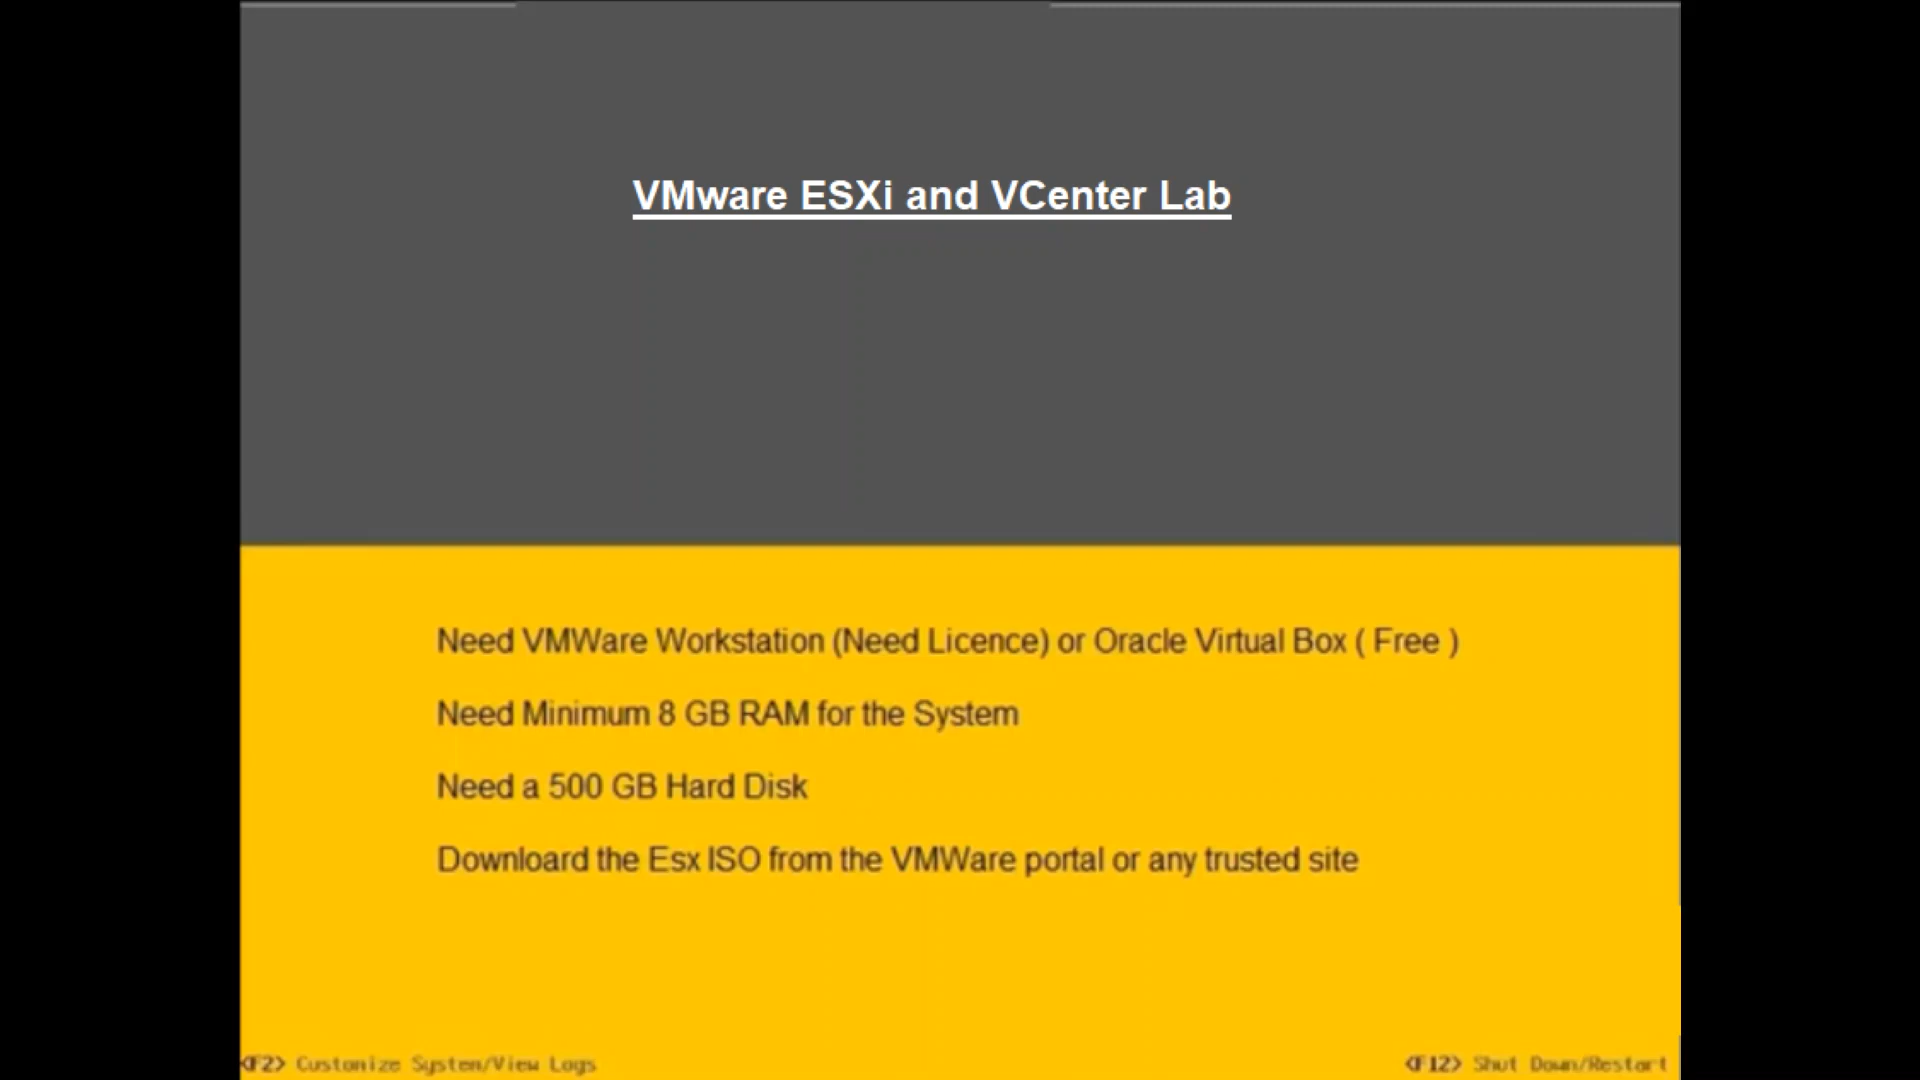 VMware ESXi and VCenter Lab
Need VMWare Workstation (Need Licence) or Oracle Virtual Box ( Free )
Need Minimum 8 GB RAM for the System
Need a 500 GB Hard Disk
Downloard the Esx ISO from the VMWare portal or any trusted site
<F2> Customize System/View Logs
<F12> Shut Down/Restart